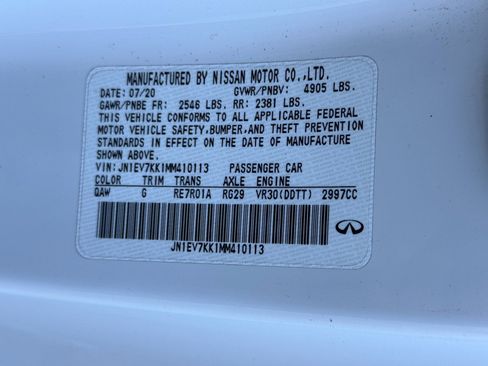 MANUFACTURED BY NISSAN MOTOR CO.,LTD.
DATE: 07/20 GVWR/PNBV: 4905 LBS.
GAWR/PNBE FR: 2546 LBS. RR: 2381 LBS.
THIS VEHICLE CONFORMS TO ALL APPLICABLE FEDERAL
MOTOR VEHICLE SAFETY,BUMPER,AND THEFT PREVENTION
STANDARDS IN EFFECT ON THE DATE OF MANUFACTURE
SHOWN ABOVE.
VIN: JN1EV7KK1MM410113 PASSENGER CAR
COLOR TRIM TRANS AXLE ENGINE
QAW G RE7R01A RG29 VR30(DDTT) 2997CC
JN1EV7KK1MM410113